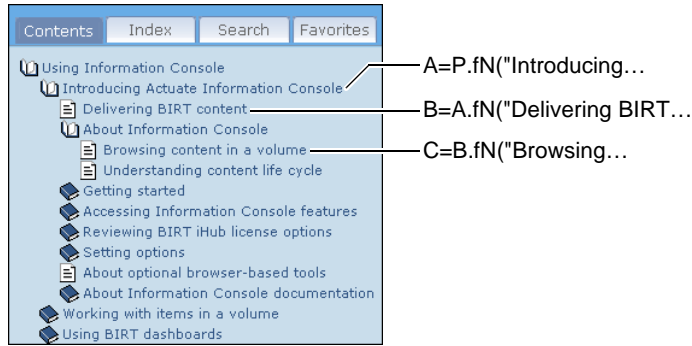 Contents Index Search Favorites
Using Information Console
Introducing Actuate Information Console A=P.fN("Introducing…
Delivering BIRT content B=A.fN("Delivering BIRT…
About Information Console
Browsing content in a volume C=B.fN("Browsing…
Understanding content life cycle
Getting started
Accessing Information Console features
Reviewing BIRT iHub license options
Setting options
About optional browser-based tools
About Information Console documentation
Working with items in a volume
Using BIRT dashboards